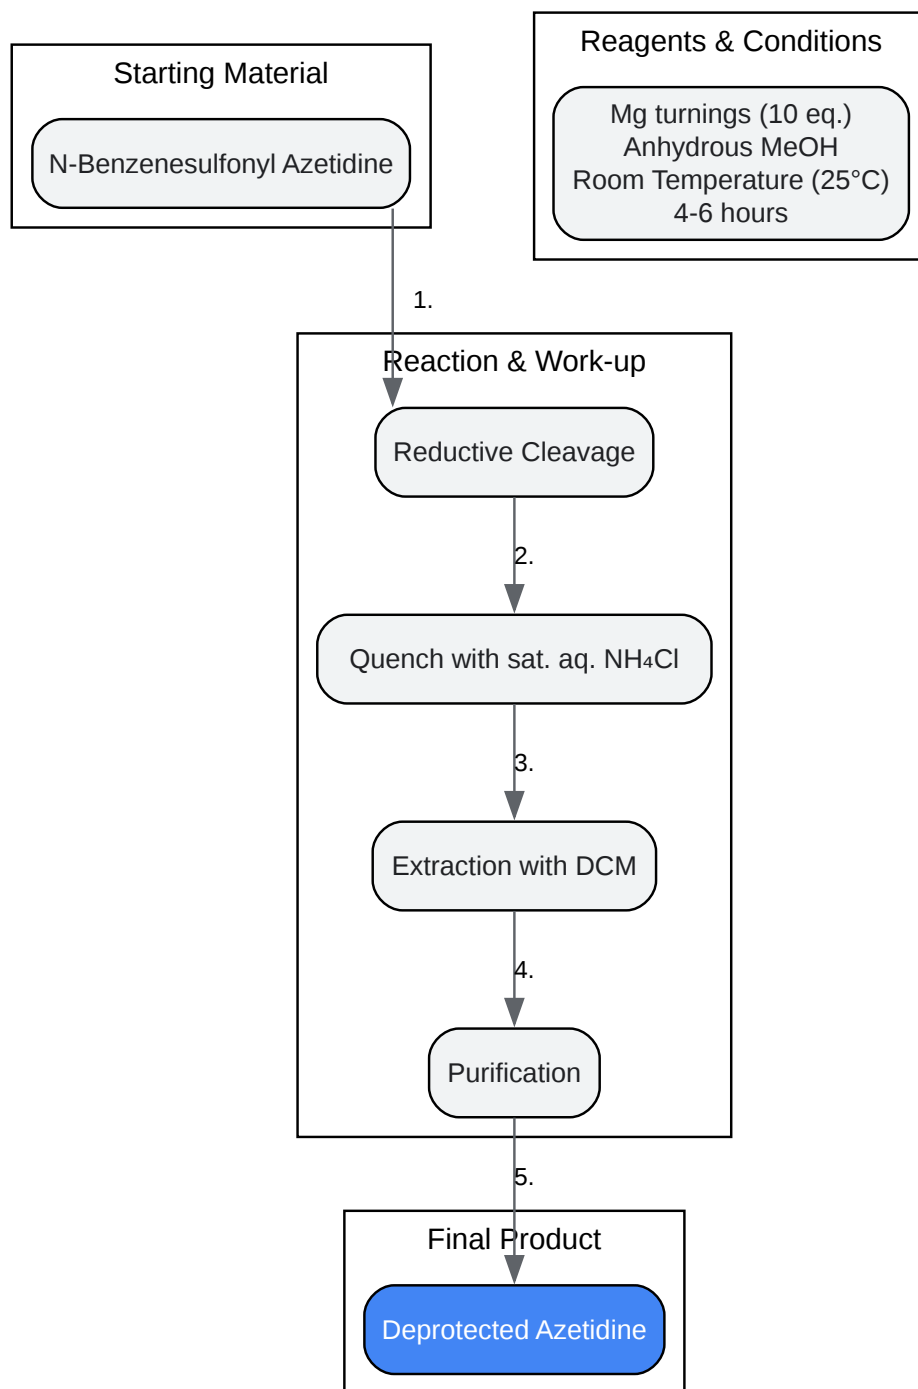 Starting Material
N-Benzenesulfonyl Azetidine
Reagents & Conditions
Mg turnings (10 eq.)
Anhydrous MeOH
Room Temperature (25°C)
4-6 hours
1.
Reaction & Work-up
Reductive Cleavage
2.
Quench with sat. aq. NH₄Cl
3.
Extraction with DCM
4.
Purification
5.
Final Product
Deprotected Azetidine